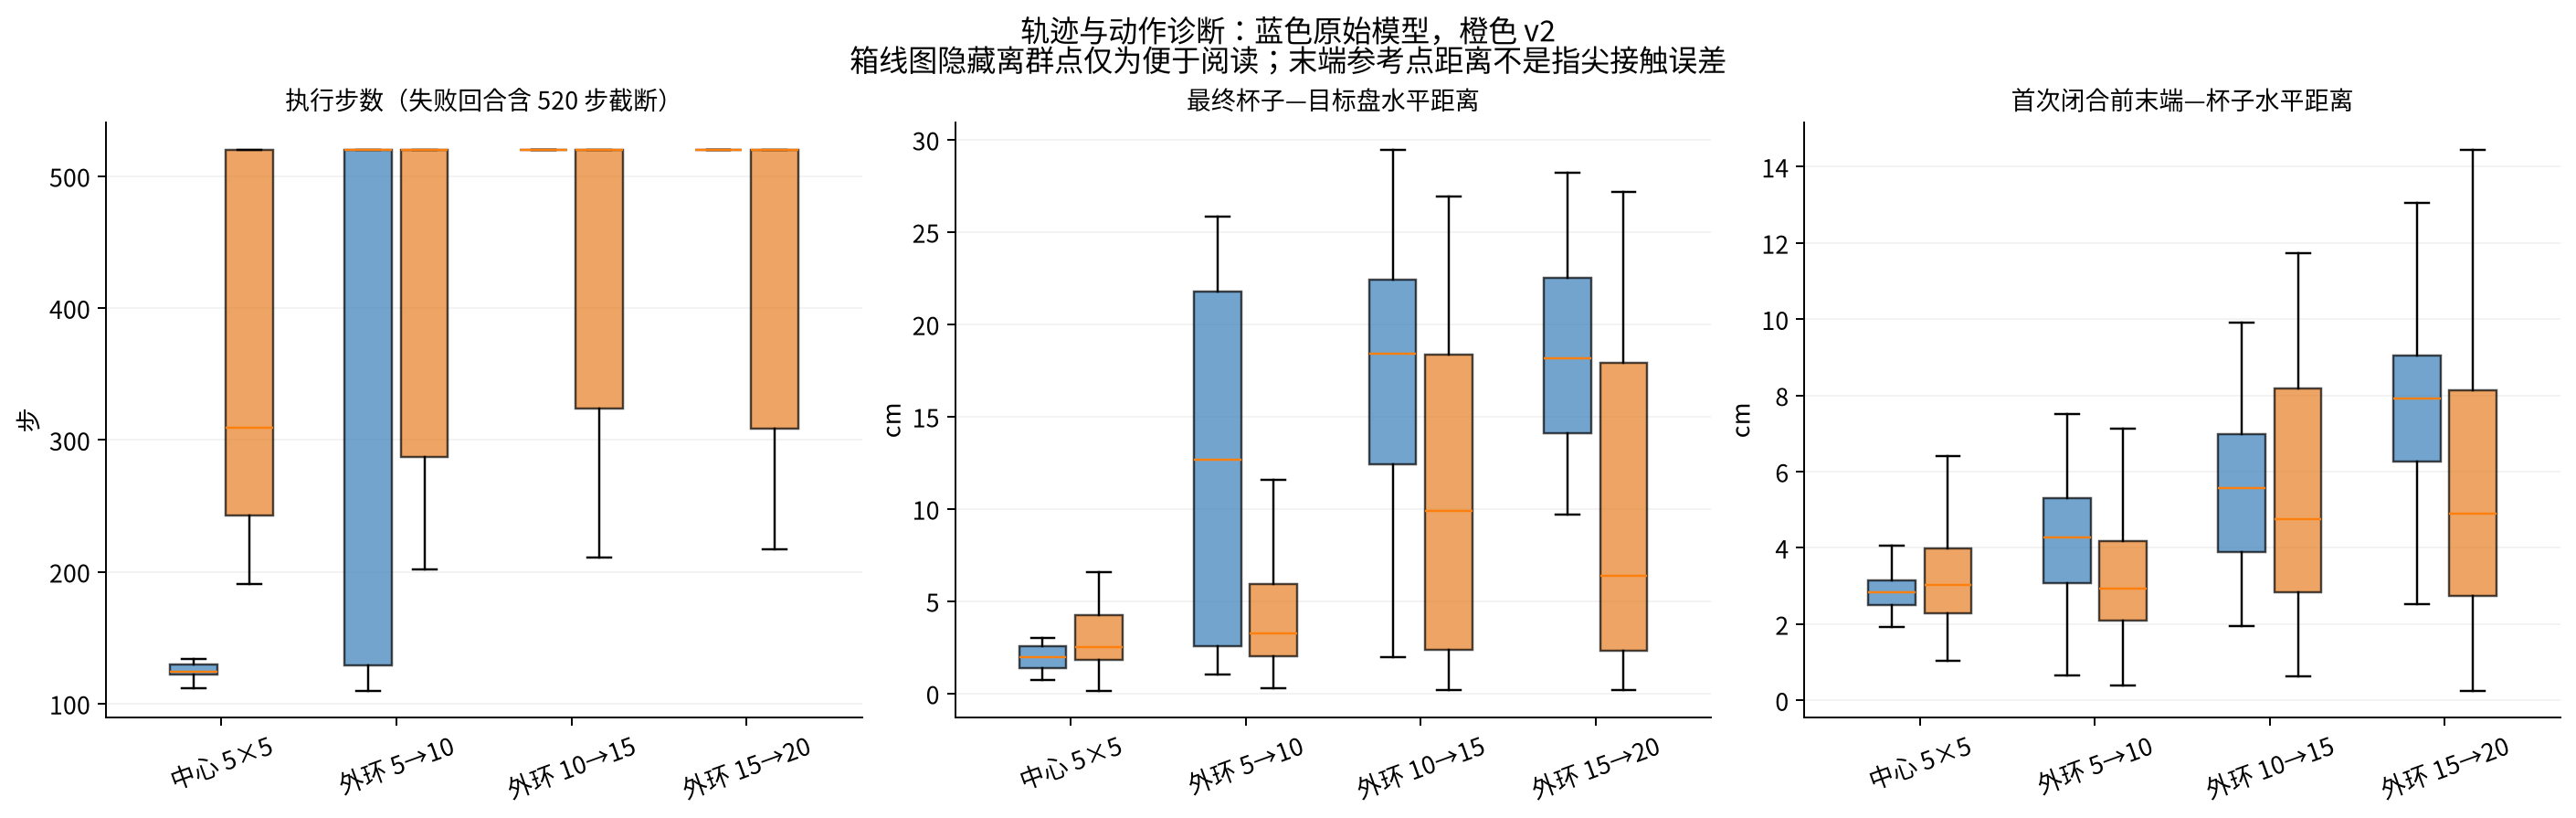 轨迹与动作诊断：蓝色原始模型，橙色 v2
箱线图隐藏离群点仅为便于阅读；末端参考点距离不是指尖接触误差
执行步数（失败回合含 520 步截断）
步
500
400
300
200
100
中心 5×5
外环 5→10
外环 10→15
外环 15→20
最终杯子—目标盘水平距离
cm
30
25
20
15
10
5
0
中心 5×5
外环 5→10
外环 10→15
外环 15→20
首次闭合前末端—杯子水平距离
cm
14
12
10
8
6
4
2
0
中心 5×5
外环 5→10
外环 10→15
外环 15→20